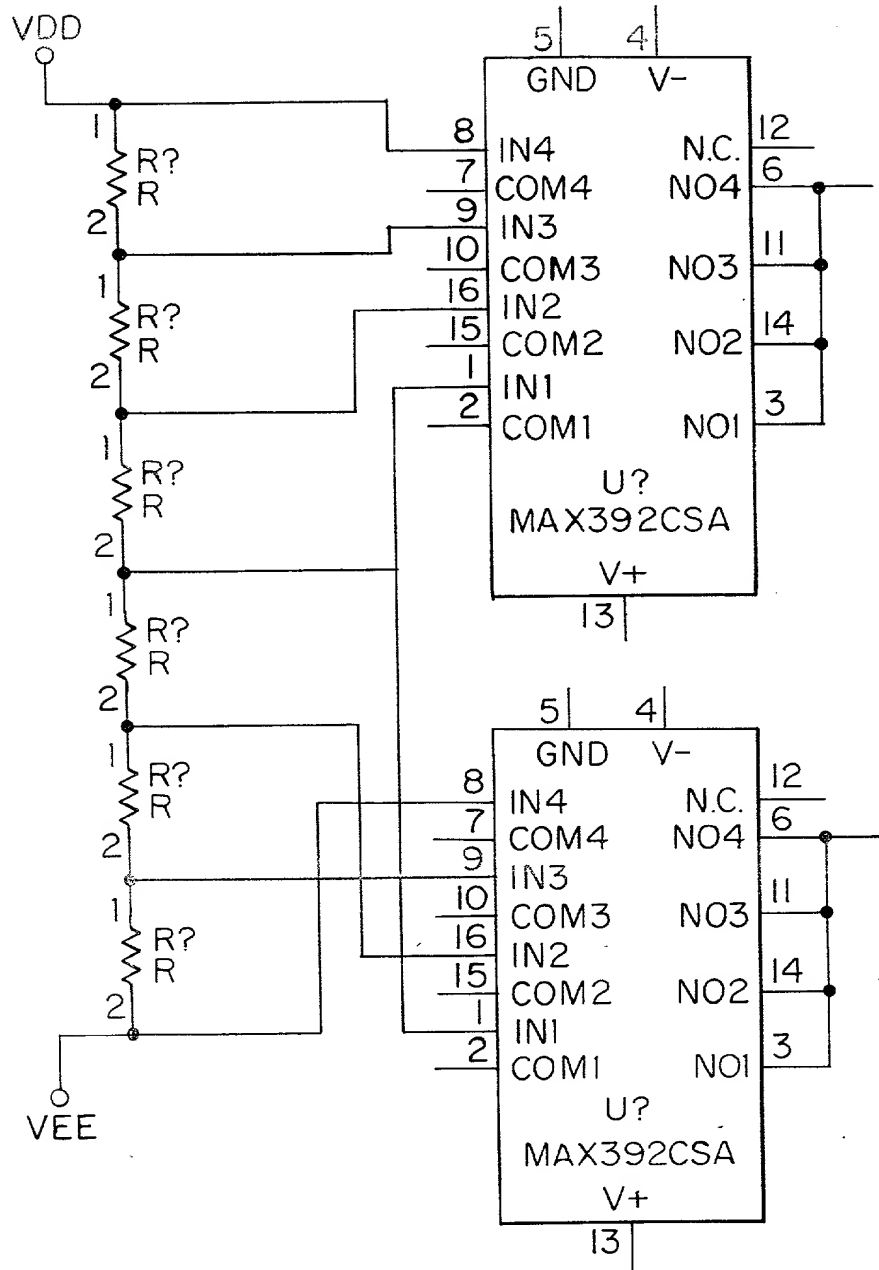 VDD
1
R?
R
2
1
R?
R
2
1
R?
R
2
1
R?
R
2
1
R?
R
2
1
R?
R
2
VEE
5 4
GND V-
8 IN4 N.C. 12
7 COM4 NO4 6
9 IN3
10 COM3 NO3 11
16 IN2
15 COM2 NO2 14
1 IN1
2 COM1 NO1 3
U?
MAX392CSA
V+
13
5 4
GND V-
8 IN4 N.C. 12
7 COM4 NO4 6
9 IN3
10 COM3 NO3 11
16 IN2
15 COM2 NO2 14
1 IN1
2 COM1 NO1 3
U?
MAX392CSA
V+
13